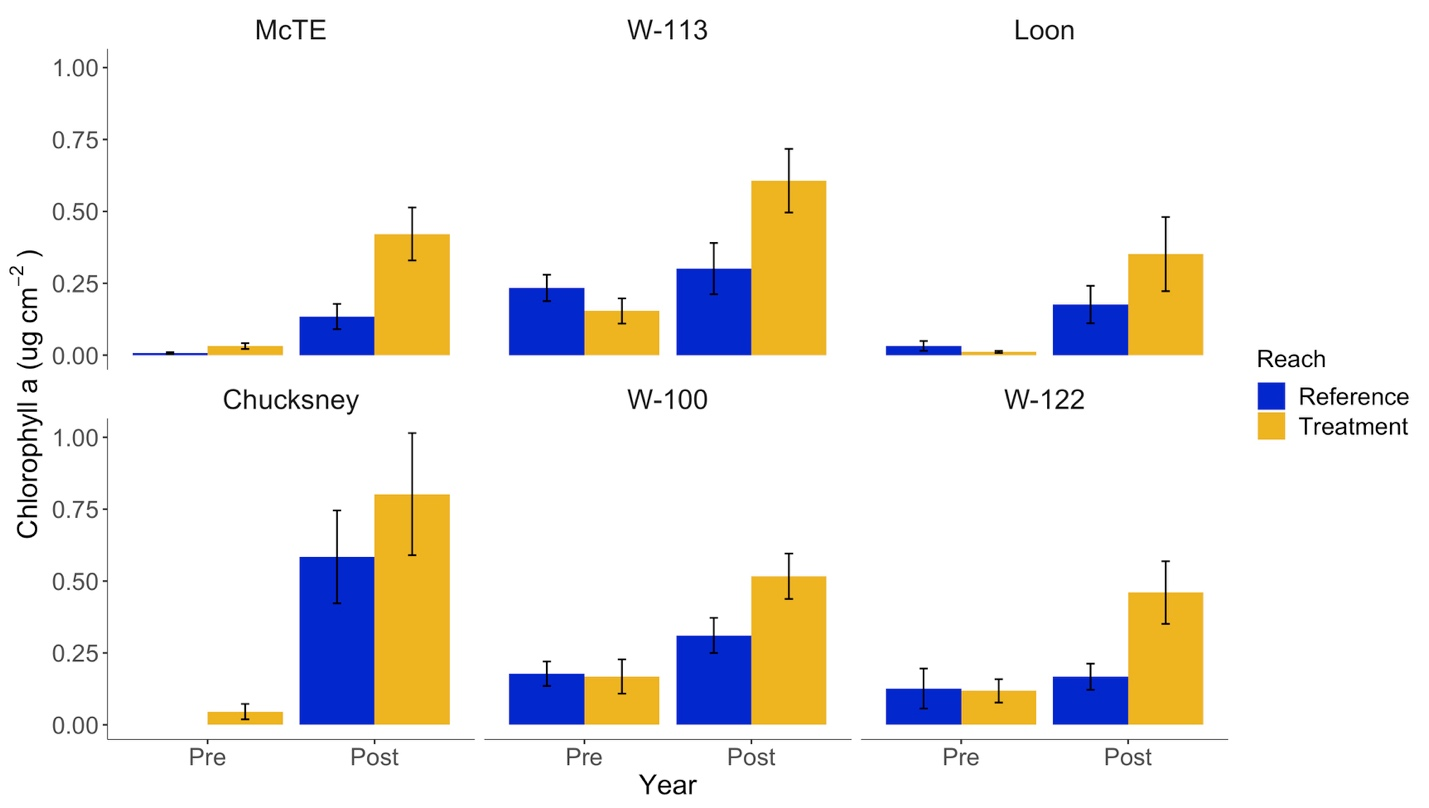 McTE W-113 Loon
1.00
0.75
0.50
0.25
0.00
Chucksney W-100 W-122
1.00
0.75
0.50
0.25
0.00
Pre Post Pre Post Pre Post
Year
Chlorophyll a (ug cm⁻²)
Reach
Reference
Treatment